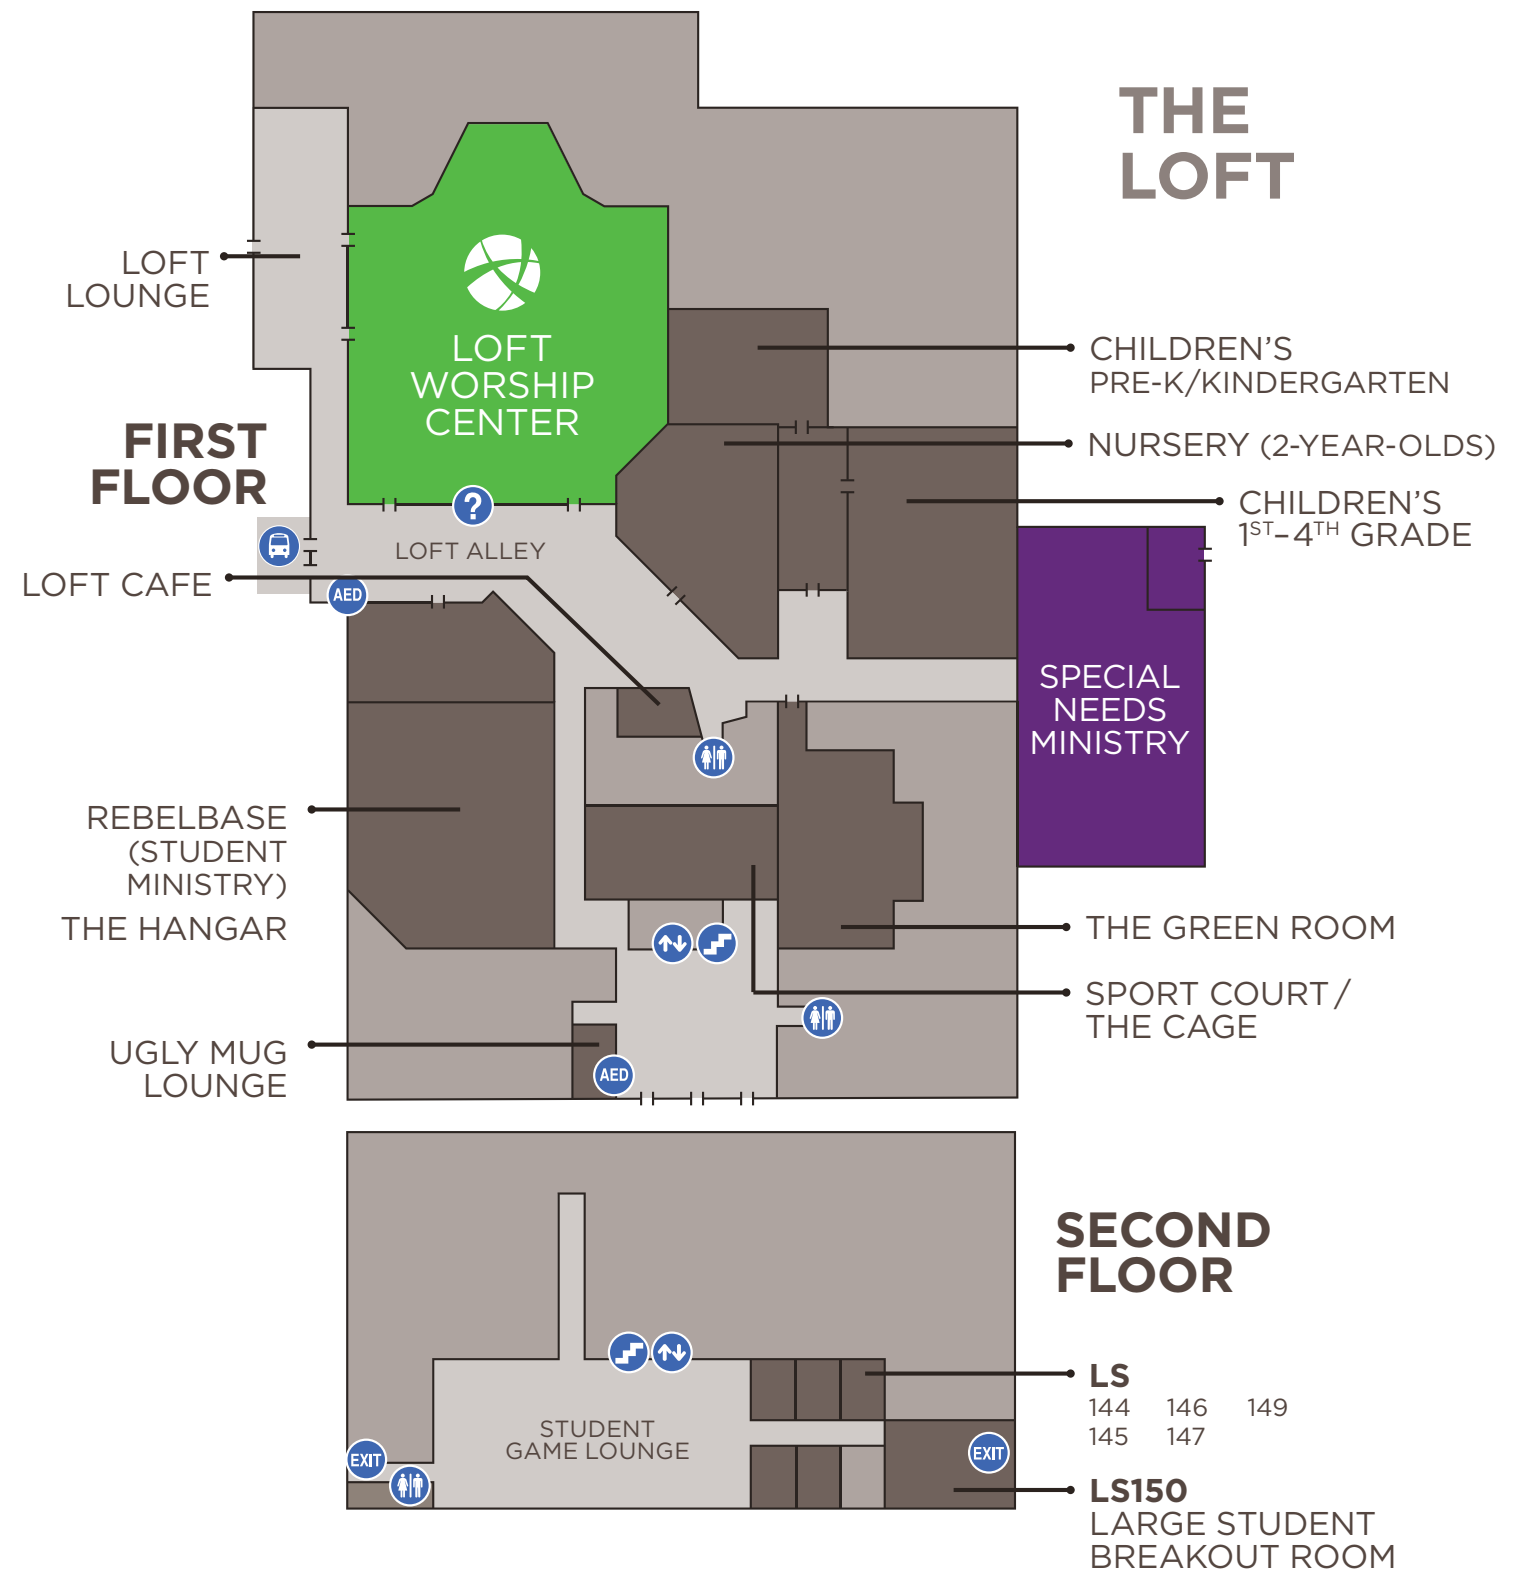 THE
LOFT
LOFT
LOUNGE
LOFT
WORSHIP
CENTER
CHILDREN'S
PRE-K/KINDERGARTEN
FIRST
FLOOR
NURSERY (2-YEAR-OLDS)
CHILDREN'S
1ST–4TH GRADE
?
LOFT ALLEY
LOFT CAFE
AED
SPECIAL
NEEDS
MINISTRY
REBELBASE
(STUDENT
MINISTRY)
THE HANGAR
THE GREEN ROOM
SPORT COURT /
THE CAGE
UGLY MUG
LOUNGE
AED
SECOND
FLOOR
LS
144 146 149
145 147
STUDENT
GAME LOUNGE
EXIT
EXIT
LS150
LARGE STUDENT
BREAKOUT ROOM